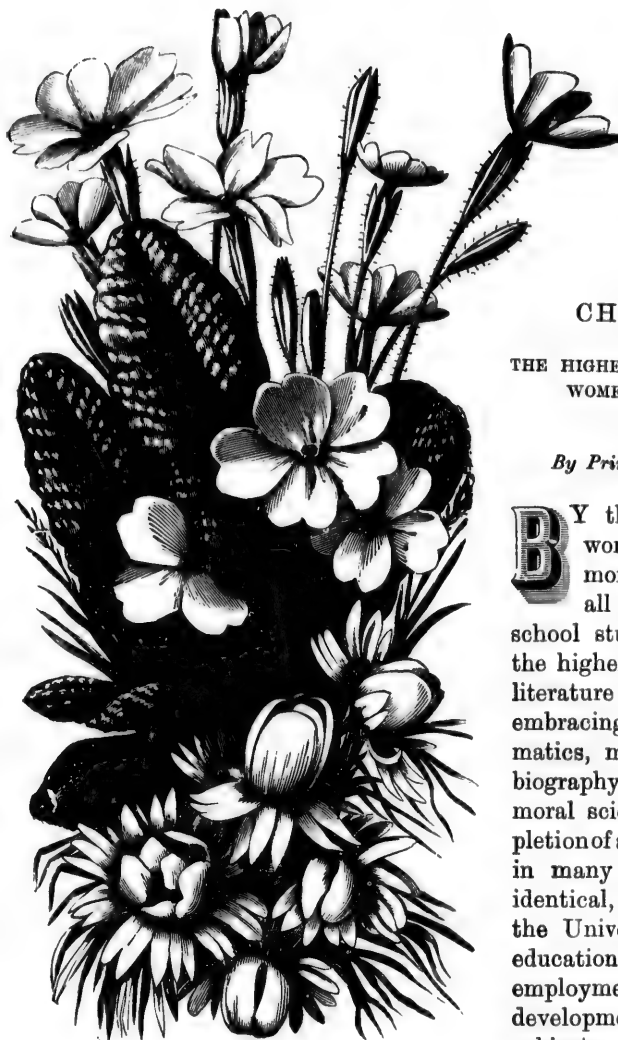 CH
THE HIGHE
WOME
By Pri
BY th
wor
mor
all
school stu
the highe
literature
embracing
matics, m
biography
moral scie
pletion of a
in many
identical,
the Unive
education
employme
developme